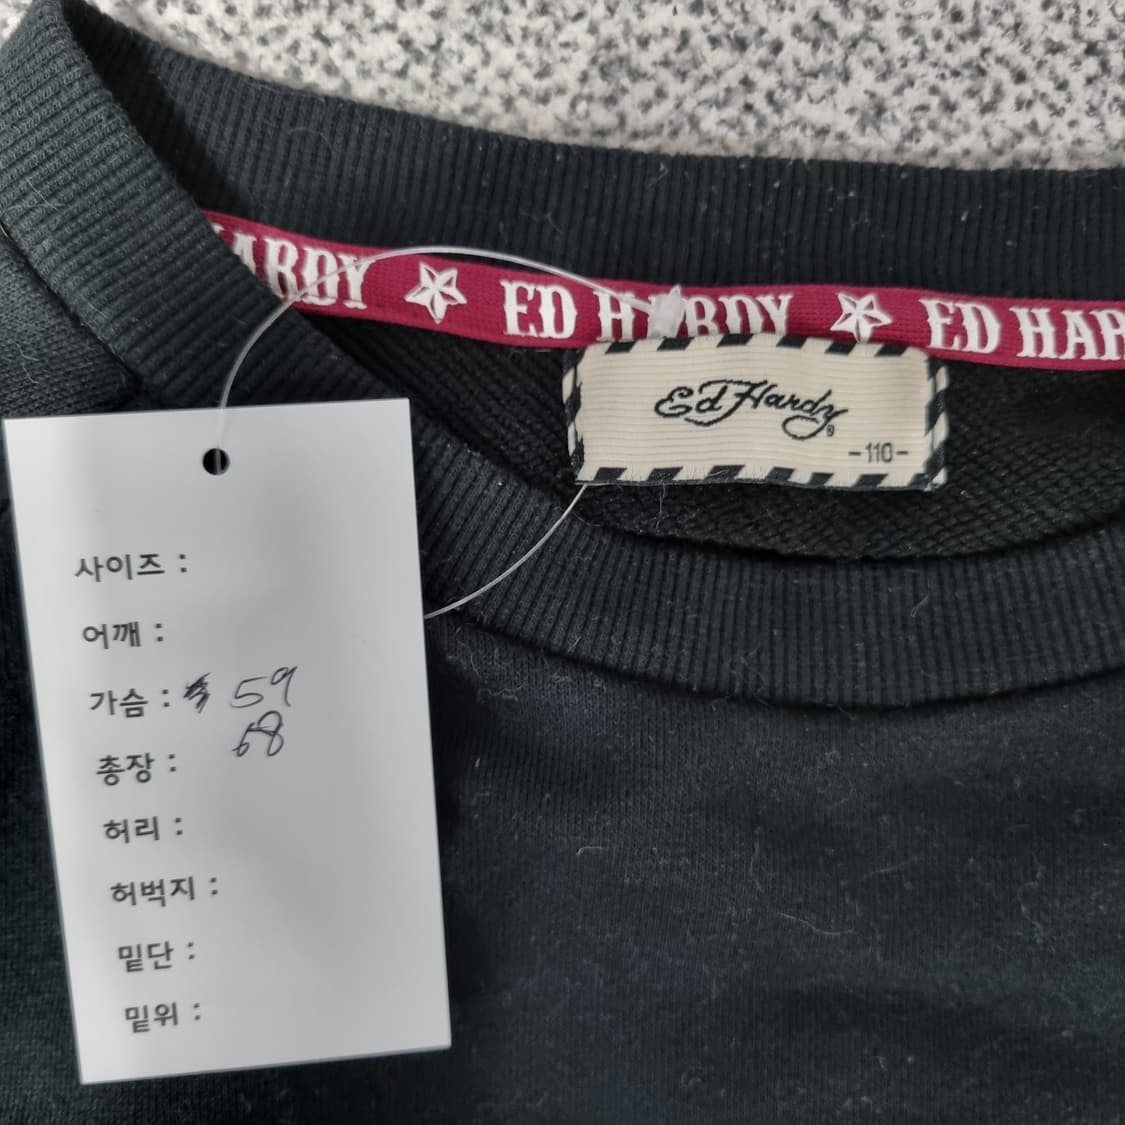 HARDY ★ ED HARDY ★ ED HAR
Ed Hardy®
-110-
사이즈 :
어깨 :
가슴 : 59
총장 : 68
허리 :
허벅지 :
밑단 :
밑위 :